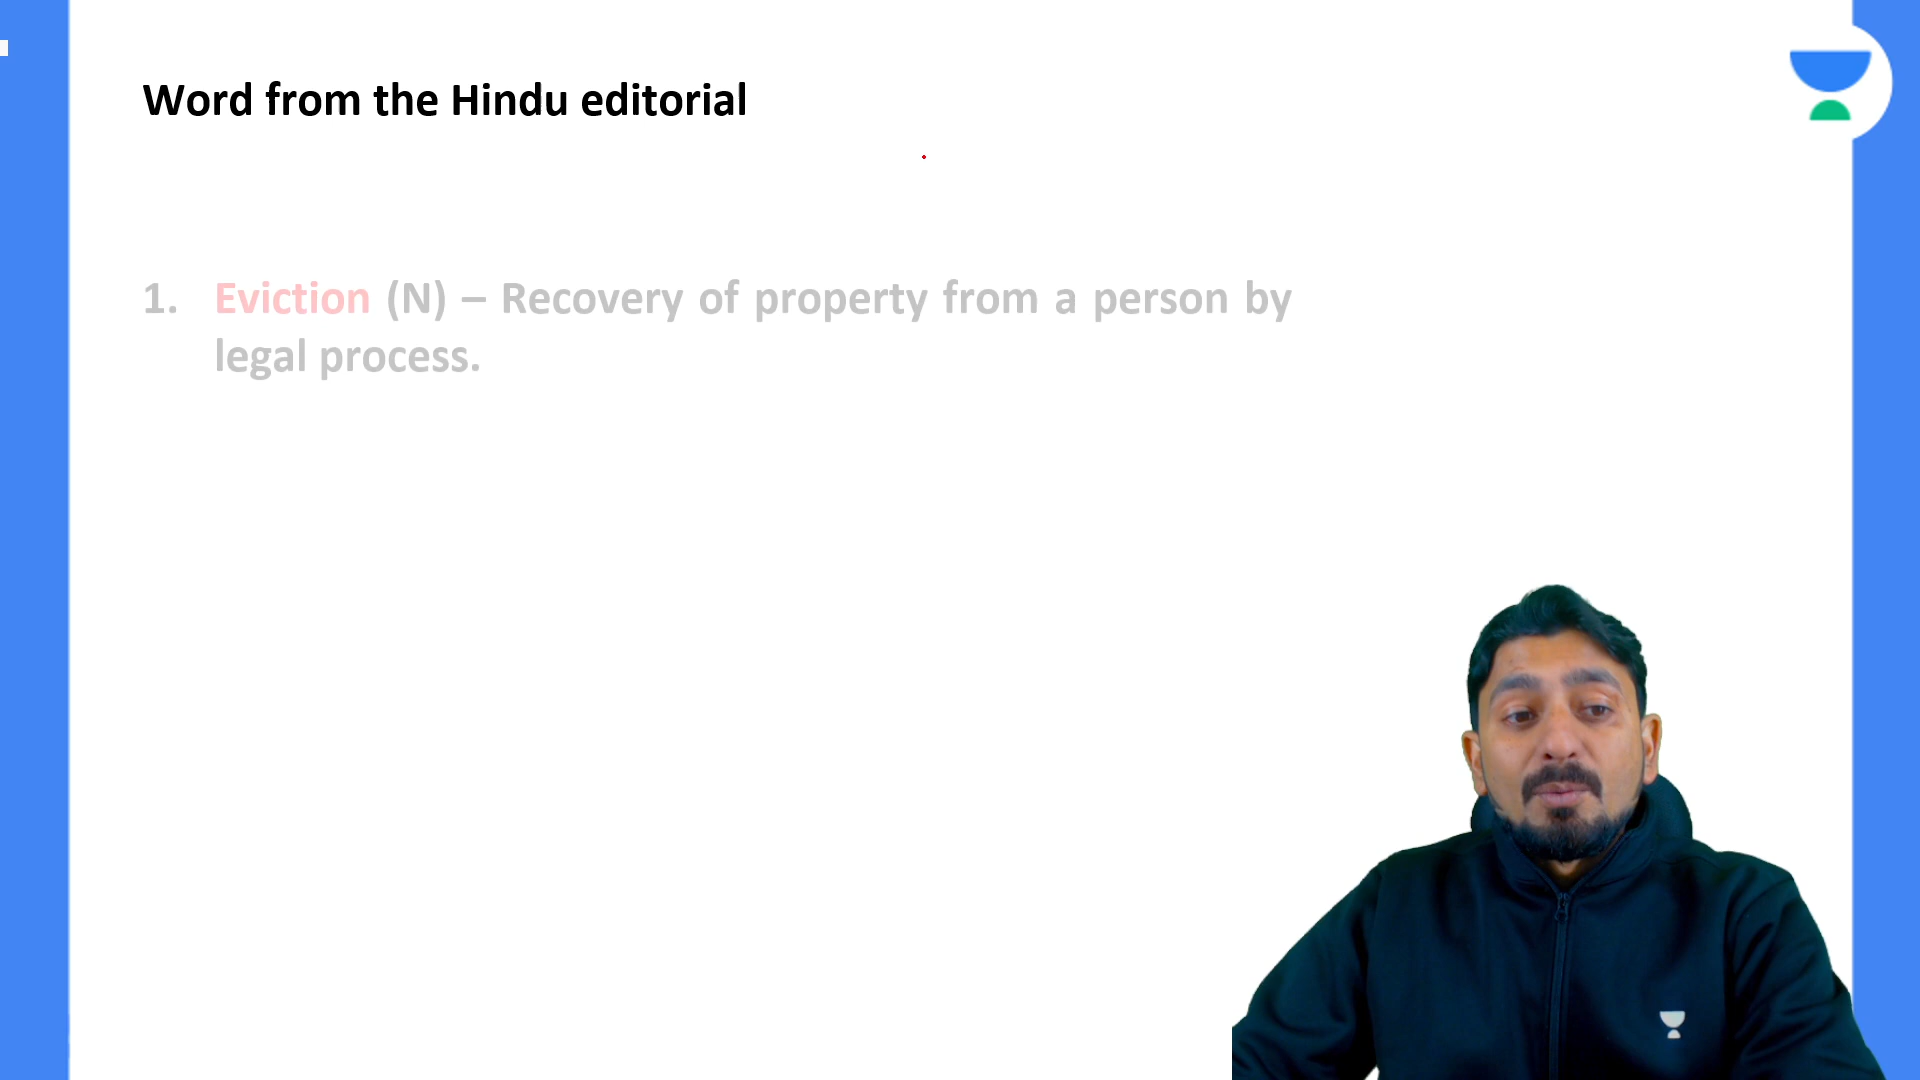 Word from the Hindu editorial
1. Eviction (N) – Recovery of property from a person by
legal process.